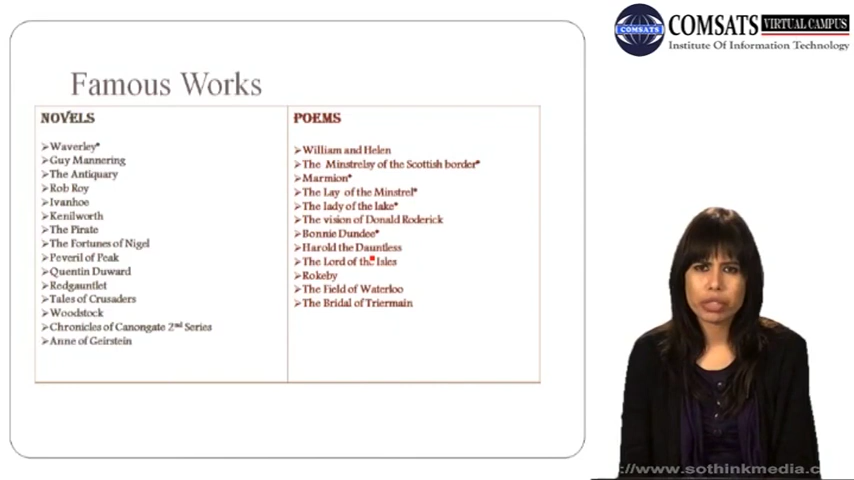 COMSATS
COMSATS VIRTUAL CAMPUS
Institute Of Information Technology
Famous Works
NOVELS
Waverley*
Guy Mannering
The Antiquary
Rob Roy
Ivanhoe
Kenilworth
The Pirate
The Fortunes of Nigel
Peveril of Peak
Quentin Duward
Redgauntlet
Tales of Crusaders
Woodstock
Chronicles of Canongate 2nd Series
Anne of Geirstein
POEMS
William and Helen
The Minstrelsy of the Scottish border*
Marmion*
The Lay of the Minstrel*
The lady of the lake*
The vision of Donald Roderick
Bonnie Dundee*
Harold the Dauntless
The Lord of the Isles
Rokeby
The Field of Waterloo
The Bridal of Triermain
://www.sothinkmedia.c